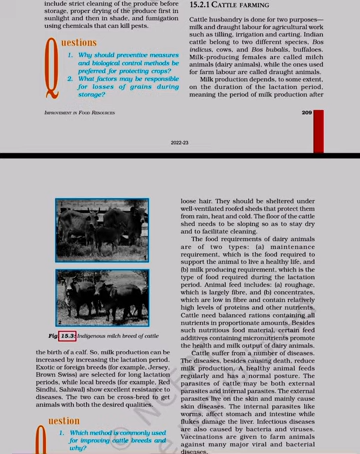 include strict cleaning of the produce before
storage, proper drying of the produce first in
sunlight and then in shade, and fumigation
using chemicals that can kill pests.
Questions
1. Why should preventive measures
and biological control methods be
preferred for protecting crops?
2. What factors may be responsible
for losses of grains during
storage?
15.2.1 CATTLE FARMING
Cattle husbandry is done for two purposes—
milk and draught labour for agricultural work
such as tilling, irrigation and carting. Indian
cattle belong to two different species, Bos
indicus, cows, and Bos bubalis, buffaloes.
Milk-producing females are called milch
animals (dairy animals), while the ones used
for farm labour are called draught animals.
Milk production depends, to some extent,
on the duration of the lactation period,
meaning the period of milk production after
IMPROVEMENT IN FOOD RESOURCES
209
2022-23
Fig. 15.3: Indigenous milch breed of cattle
the birth of a calf. So, milk production can be
increased by increasing the lactation period.
Exotic or foreign breeds (for example, Jersey,
Brown Swiss) are selected for long lactation
periods, while local breeds (for example, Red
Sindhi, Sahiwal) show excellent resistance to
diseases. The two can be cross-bred to get
animals with both the desired qualities.
Question
1. Which method is commonly used
for improving cattle breeds and
why?
loose hair. They should be sheltered under
well-ventilated roofed sheds that protect them
from rain, heat and cold. The floor of the cattle
shed needs to be sloping so as to stay dry
and to facilitate cleaning.
The food requirements of dairy animals
are of two types: (a) maintenance
requirement, which is the food required to
support the animal to live a healthy life, and
(b) milk producing requirement, which is the
type of food required during the lactation
period. Animal feed includes: (a) roughage,
which is largely fibre, and (b) concentrates,
which are low in fibre and contain relatively
high levels of proteins and other nutrients.
Cattle need balanced rations containing all
nutrients in proportionate amounts. Besides
such nutritious food material, certain feed
additives containing micronutrients promote
the health and milk output of dairy animals.
Cattle suffer from a number of diseases.
The diseases, besides causing death, reduce
milk production. A healthy animal feeds
regularly and has a normal posture. The
parasites of cattle may be both external
parasites and internal parasites. The external
parasites live on the skin and mainly cause
skin diseases. The internal parasites like
worms, affect stomach and intestine while
flukes damage the liver. Infectious diseases
are also caused by bacteria and viruses.
Vaccinations are given to farm animals
against many major viral and bacterial
diseases.